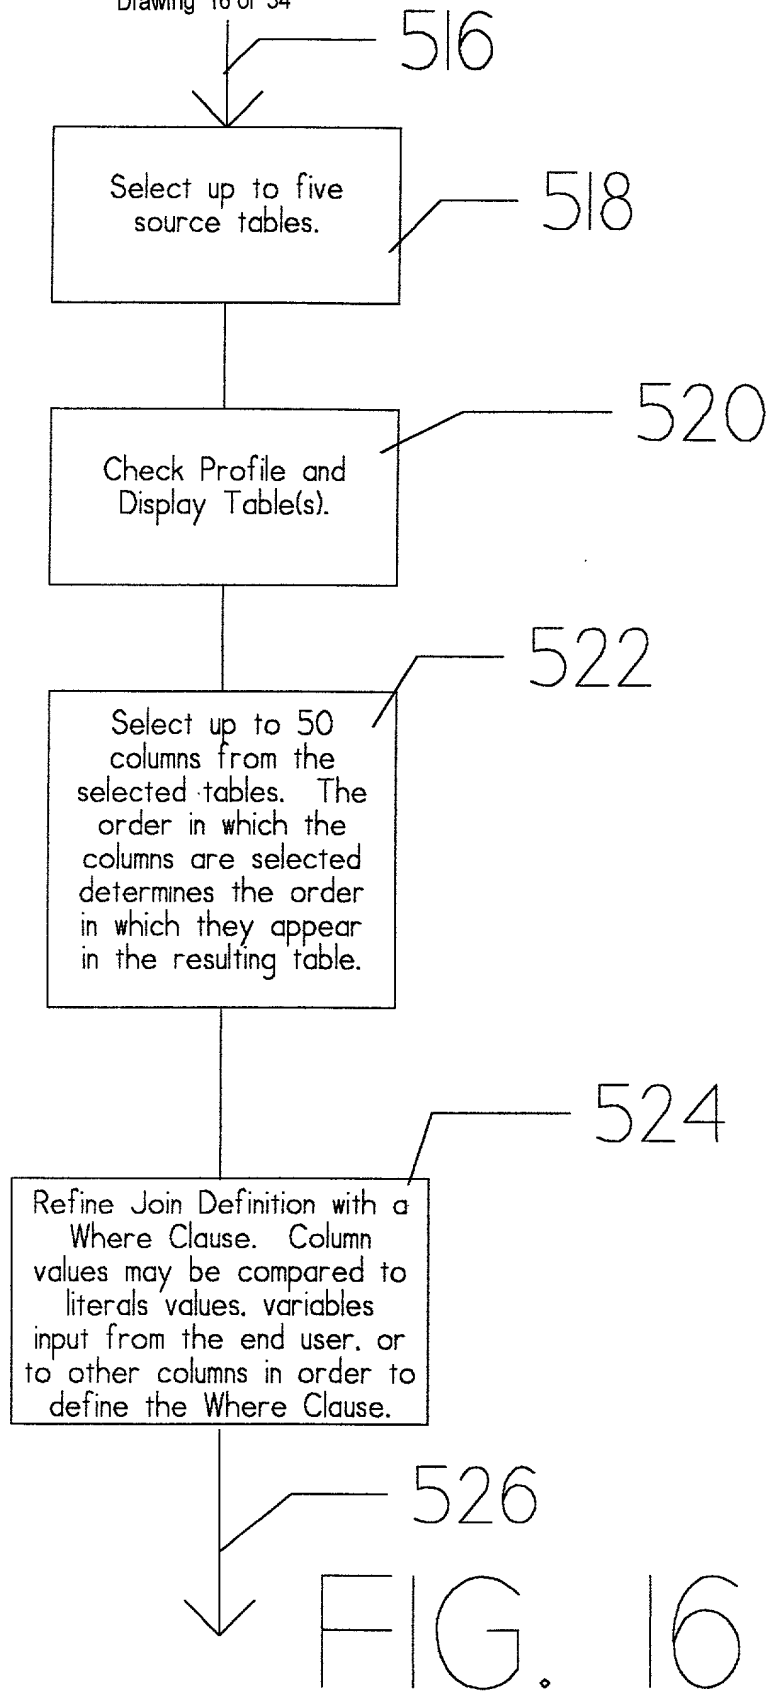 Drawing 16 of 34
516
Select up to five
source tables.
518
520
Check Profile and
Display Table(s).
522
Select up to 50
columns from the
selected tables. The
order in which the
columns are selected
determines the order
in which they appear
in the resulting table.
524
Refine Join Definition with a
Where Clause. Column
values may be compared to
literals values, variables
input from the end user, or
to other columns in order to
define the Where Clause.
526
FIG. 16